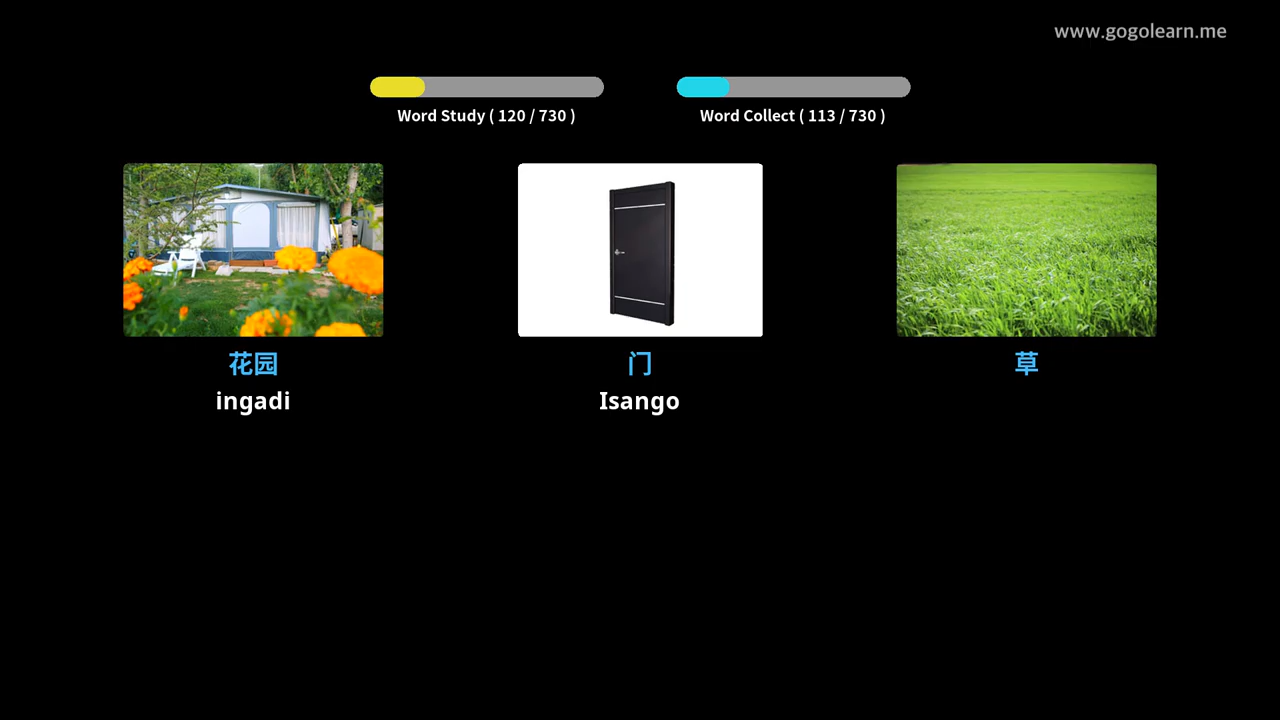 www.gogolearn.me
Word Study ( 120 / 730 )
Word Collect ( 113 / 730 )
花园
门
草
ingadi
Isango